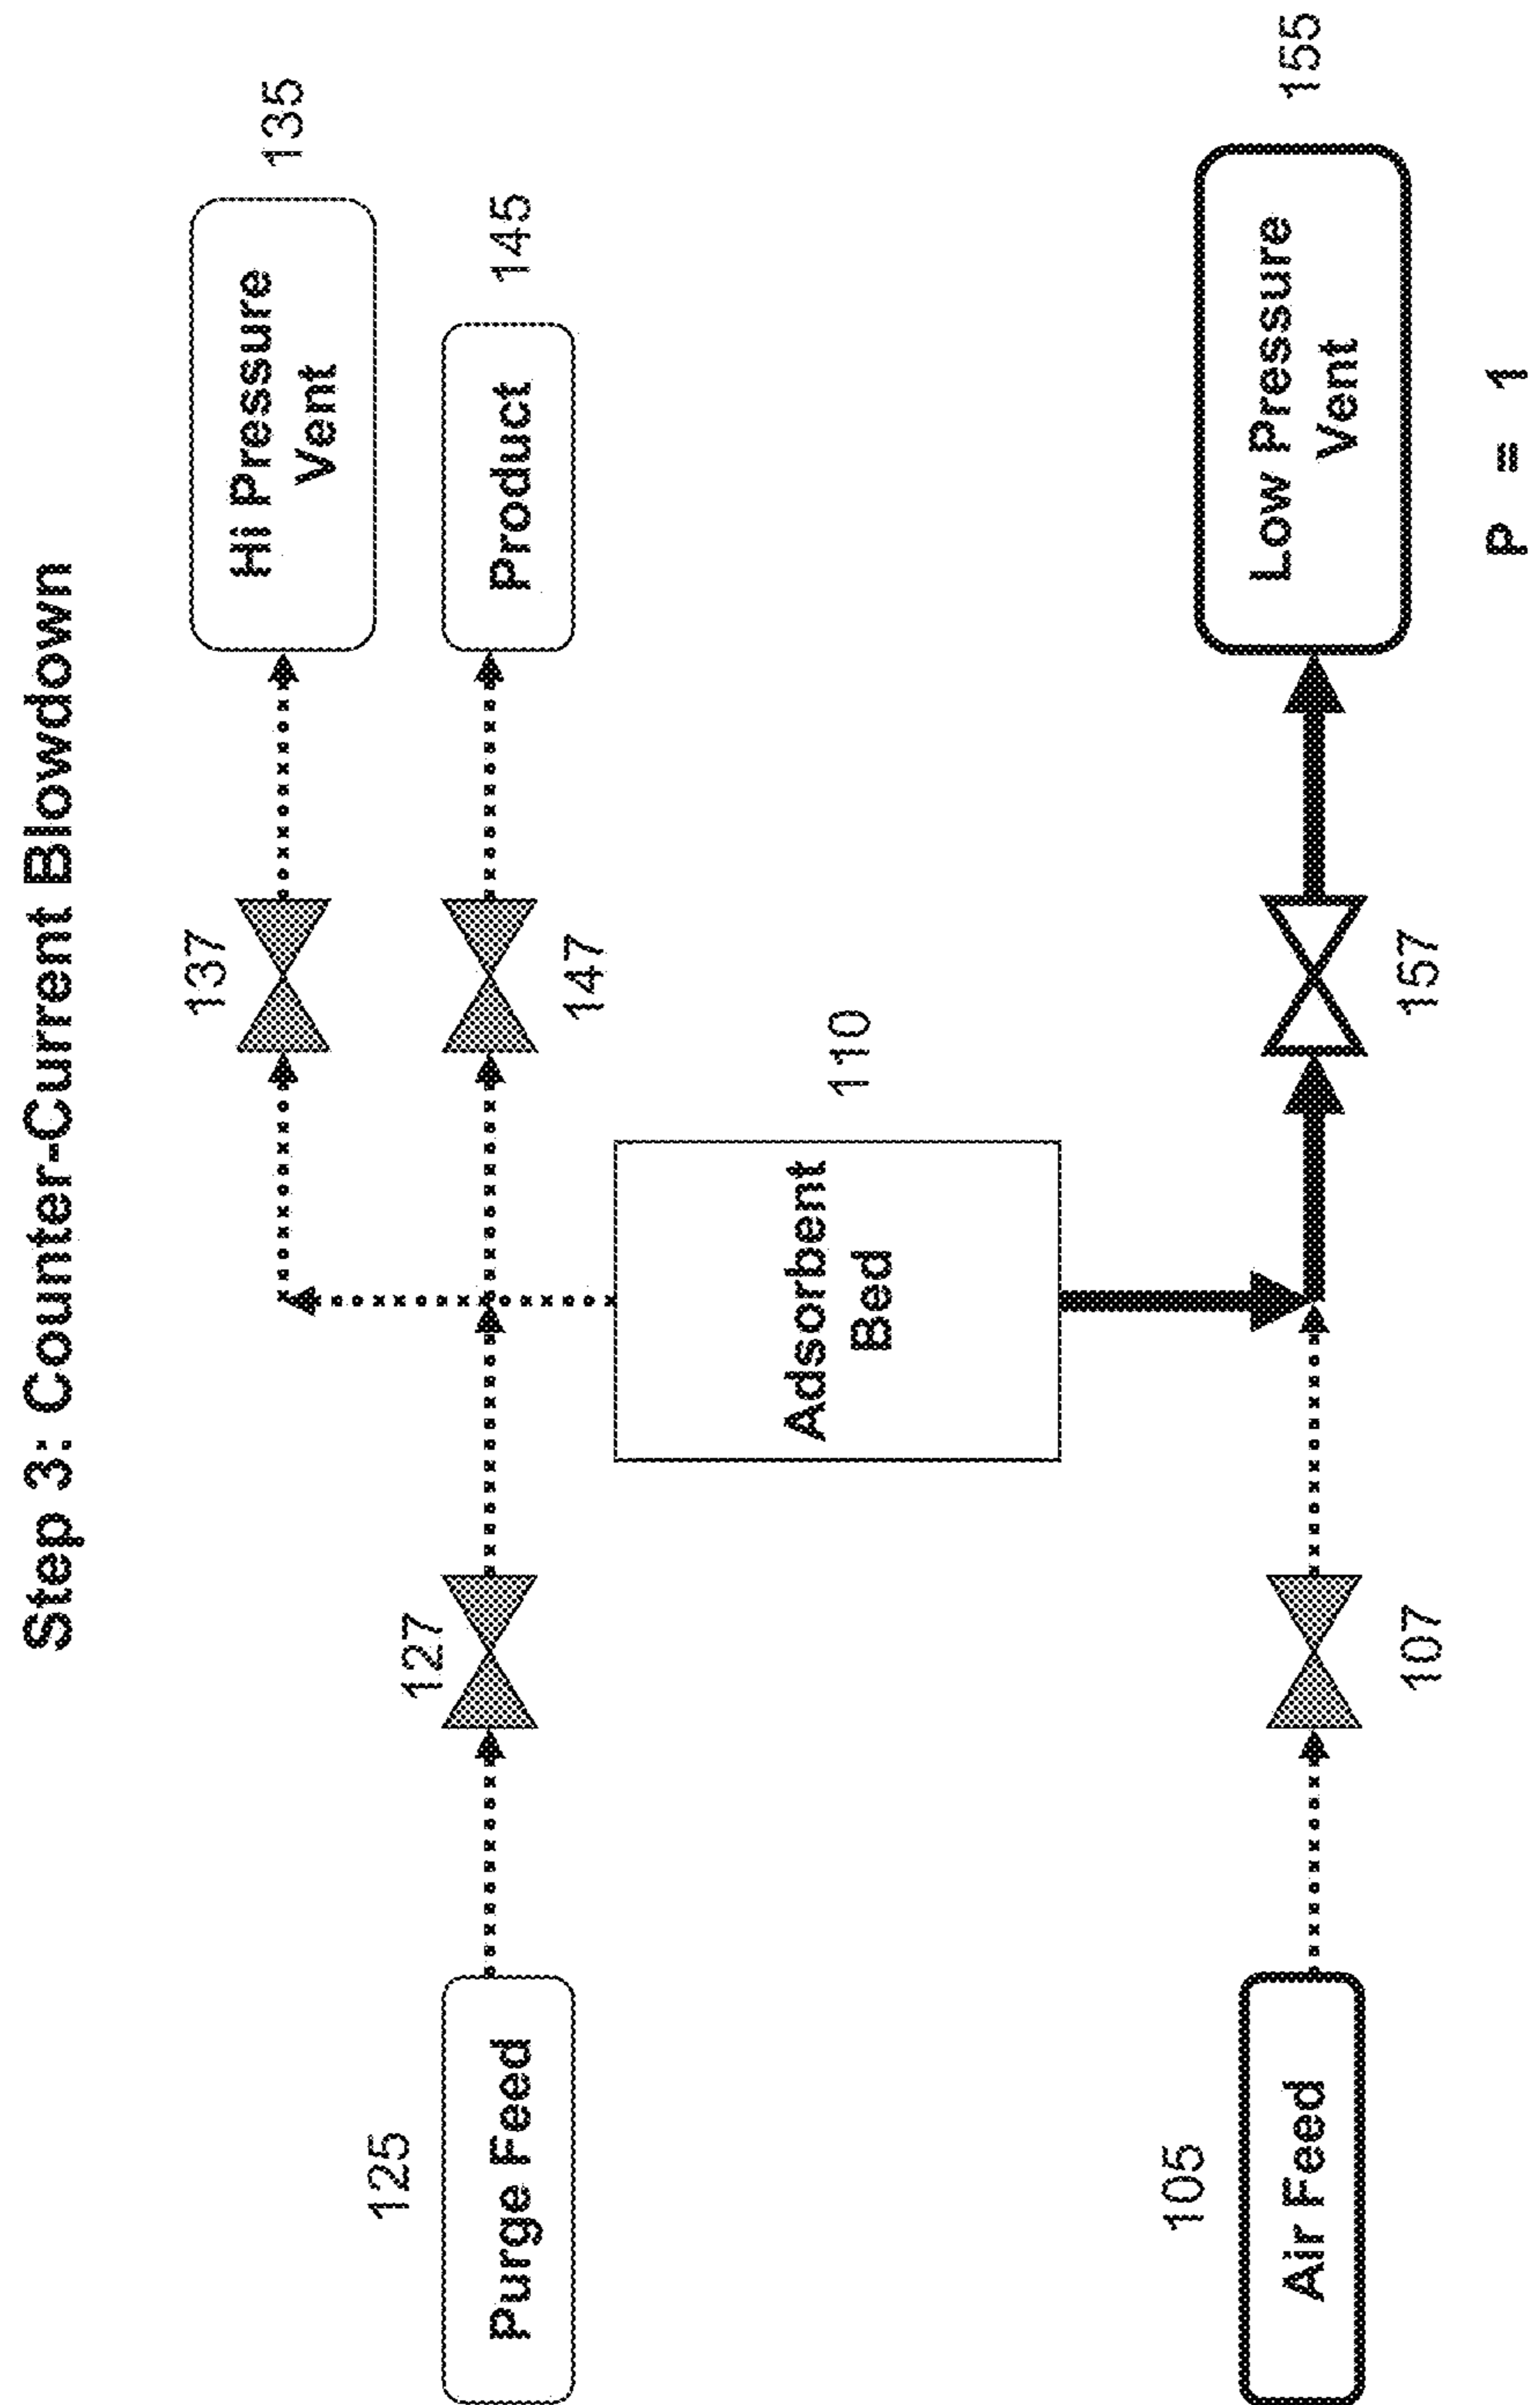 Step 3: Counter-Current Blowdown
135
Hi Pressure
Vent
137
145
Product
147
127
125
Purge Feed
110
Adsorbent
Bed
155
Low Pressure
Vent
157
107
105
Air Feed
P = 1